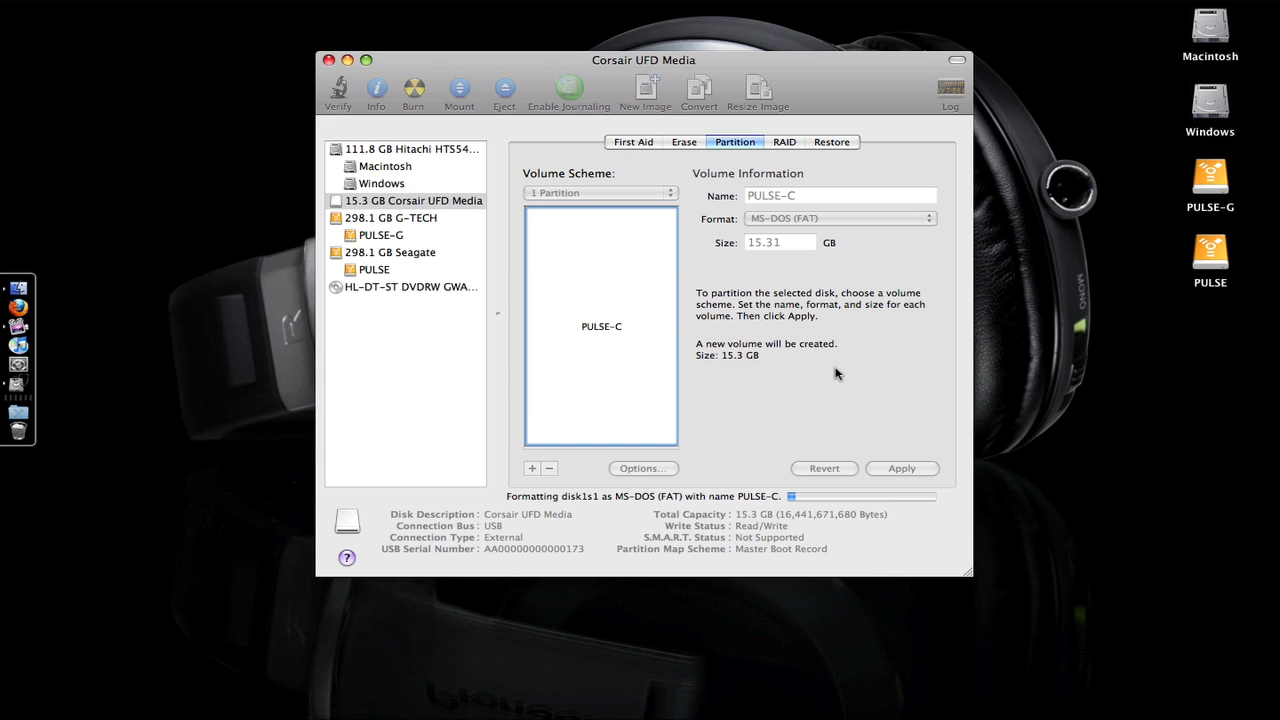 Corsair UFD Media
Verify
Info
Burn
Mount
Eject
Enable Journaling
New Image
Convert
Resize Image
Log
Macintosh
Windows
PULSE-G
PULSE
111.8 GB Hitachi HTS54...
Macintosh
Windows
15.3 GB Corsair UFD Media
298.1 GB G-TECH
PULSE-G
298.1 GB Seagate
PULSE
HL-DT-ST DVDRW GWA...
First Aid
Erase
Partition
RAID
Restore
Volume Scheme:
1 Partition
PULSE-C
+ −
Options...
Volume Information
Name: PULSE-C
Format: MS-DOS (FAT)
Size: 15.31 GB
To partition the selected disk, choose a volume
scheme. Set the name, format, and size for each
volume. Then click Apply.
A new volume will be created.
Size: 15.3 GB
Revert
Apply
Formatting disk1s1 as MS-DOS (FAT) with name PULSE-C.
Disk Description : Corsair UFD Media
Connection Bus : USB
Connection Type : External
USB Serial Number : AA00000000000173
Total Capacity : 15.3 GB (16,441,671,680 Bytes)
Write Status : Read/Write
S.M.A.R.T. Status : Not Supported
Partition Map Scheme : Master Boot Record
?
R
MONO